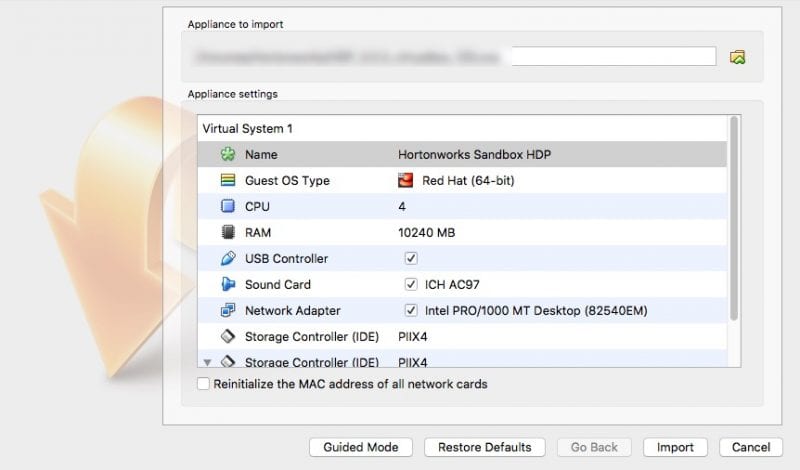 Appliance to import
Appliance settings
Virtual System 1
Name Hortonworks Sandbox HDP
Guest OS Type Red Hat (64-bit)
CPU 4
RAM 10240 MB
USB Controller
Sound Card ICH AC97
Network Adapter Intel PRO/1000 MT Desktop (82540EM)
Storage Controller (IDE) PIIX4
Storage Controller (IDE) PIIX4
Reinitialize the MAC address of all network cards
Guided Mode Restore Defaults Go Back Import Cancel